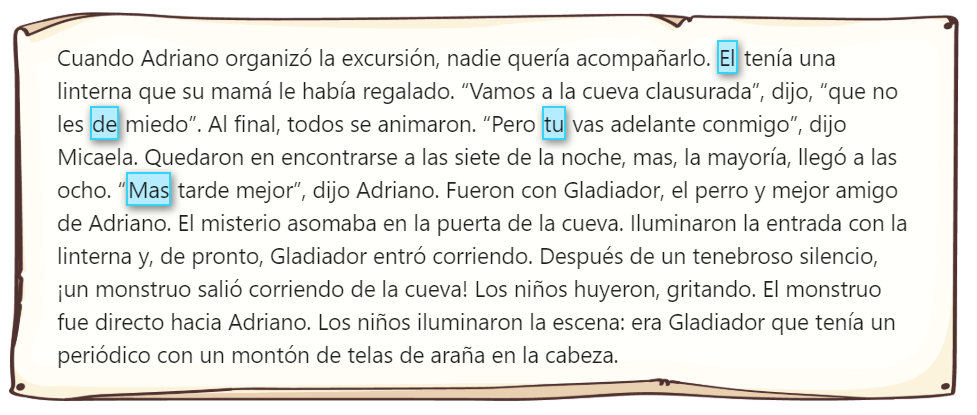 Cuando Adriano organizó la excursión, nadie quería acompañarlo. El tenía una
linterna que su mamá le había regalado. “Vamos a la cueva clausurada”, dijo, “que no
les de miedo”. Al final, todos se animaron. “Pero tu vas adelante conmigo”, dijo
Micaela. Quedaron en encontrarse a las siete de la noche, mas, la mayoría, llegó a las
ocho. “Mas tarde mejor”, dijo Adriano. Fueron con Gladiador, el perro y mejor amigo
de Adriano. El misterio asomaba en la puerta de la cueva. Iluminaron la entrada con la
linterna y, de pronto, Gladiador entró corriendo. Después de un tenebroso silencio,
¡un monstruo salió corriendo de la cueva! Los niños huyeron, gritando. El monstruo
fue directo hacia Adriano. Los niños iluminaron la escena: era Gladiador que tenía un
periódico con un montón de telas de araña en la cabeza.